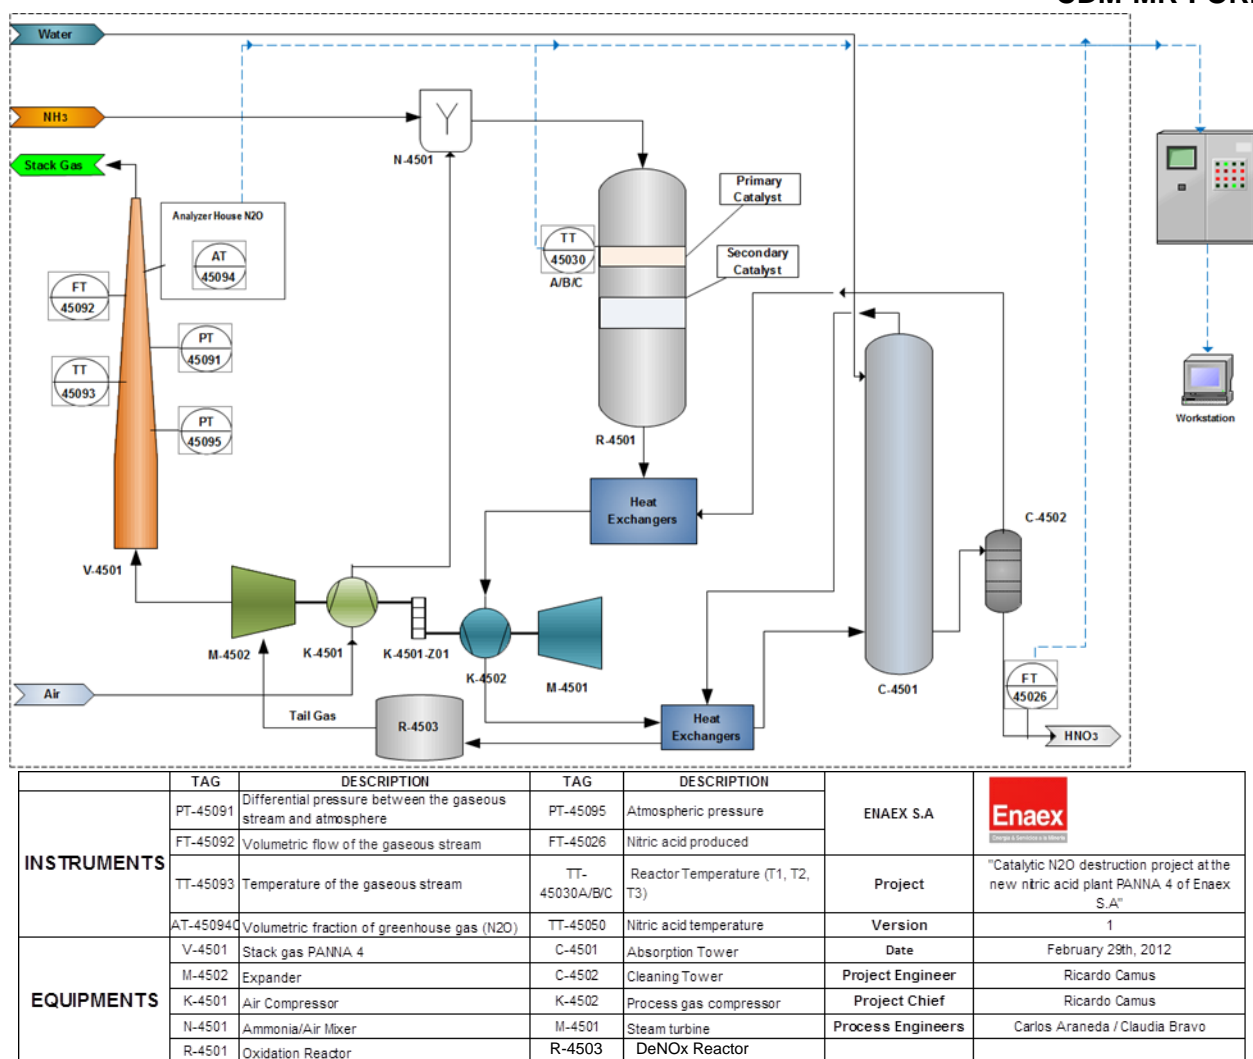 Water
NH3
N-4501
Stack Gas
Primary
Catalyst
Analyzer House N2O
AT
45094
TT
45030
A/B/C
Secondary
Catalyst
FT
45092
PT
45091
TT
45093
Workstation
PT
45095
R-4501
Heat
Exchangers
C-4502
V-4501
M-4502
K-4501
K-4501-Z01
K-4502
M-4501
C-4501
FT
45026
Air
Tail Gas
R-4503
Heat
Exchangers
HNO3
TAG DESCRIPTION TAG DESCRIPTION
INSTRUMENTS
PT-45091 Differential pressure between the gaseous stream and atmosphere PT-45095 Atmospheric pressure ENAEX S.A Enaex
FT-45092 Volumetric flow of the gaseous stream FT-45026 Nitric acid produced
TT-45093 Temperature of the gaseous stream TT-45030A/B/C Reactor Temperature (T1, T2, T3) Project "Catalytic N2O destruction project at the new nitric acid plant PANNA 4 of Enaex S.A"
Volumetric fraction of greenhouse gas (N2O) TT-45050 Nitric acid temperature Version 1
EQUIPMENTS
V-4501 Stack gas PANNA 4 C-4501 Absorption Tower Date February 29th, 2012
M-4502 Expander C-4502 Cleaning Tower Project Engineer Ricardo Camus
K-4501 Air Compressor K-4502 Process gas compressor Project Chief Ricardo Camus
N-4501 Ammonia/Air Mixer M-4501 Steam turbine Process Engineers Carlos Araneda / Claudia Bravo
R-4501 Oxidation Reactor R-4503 DeNOx Reactor